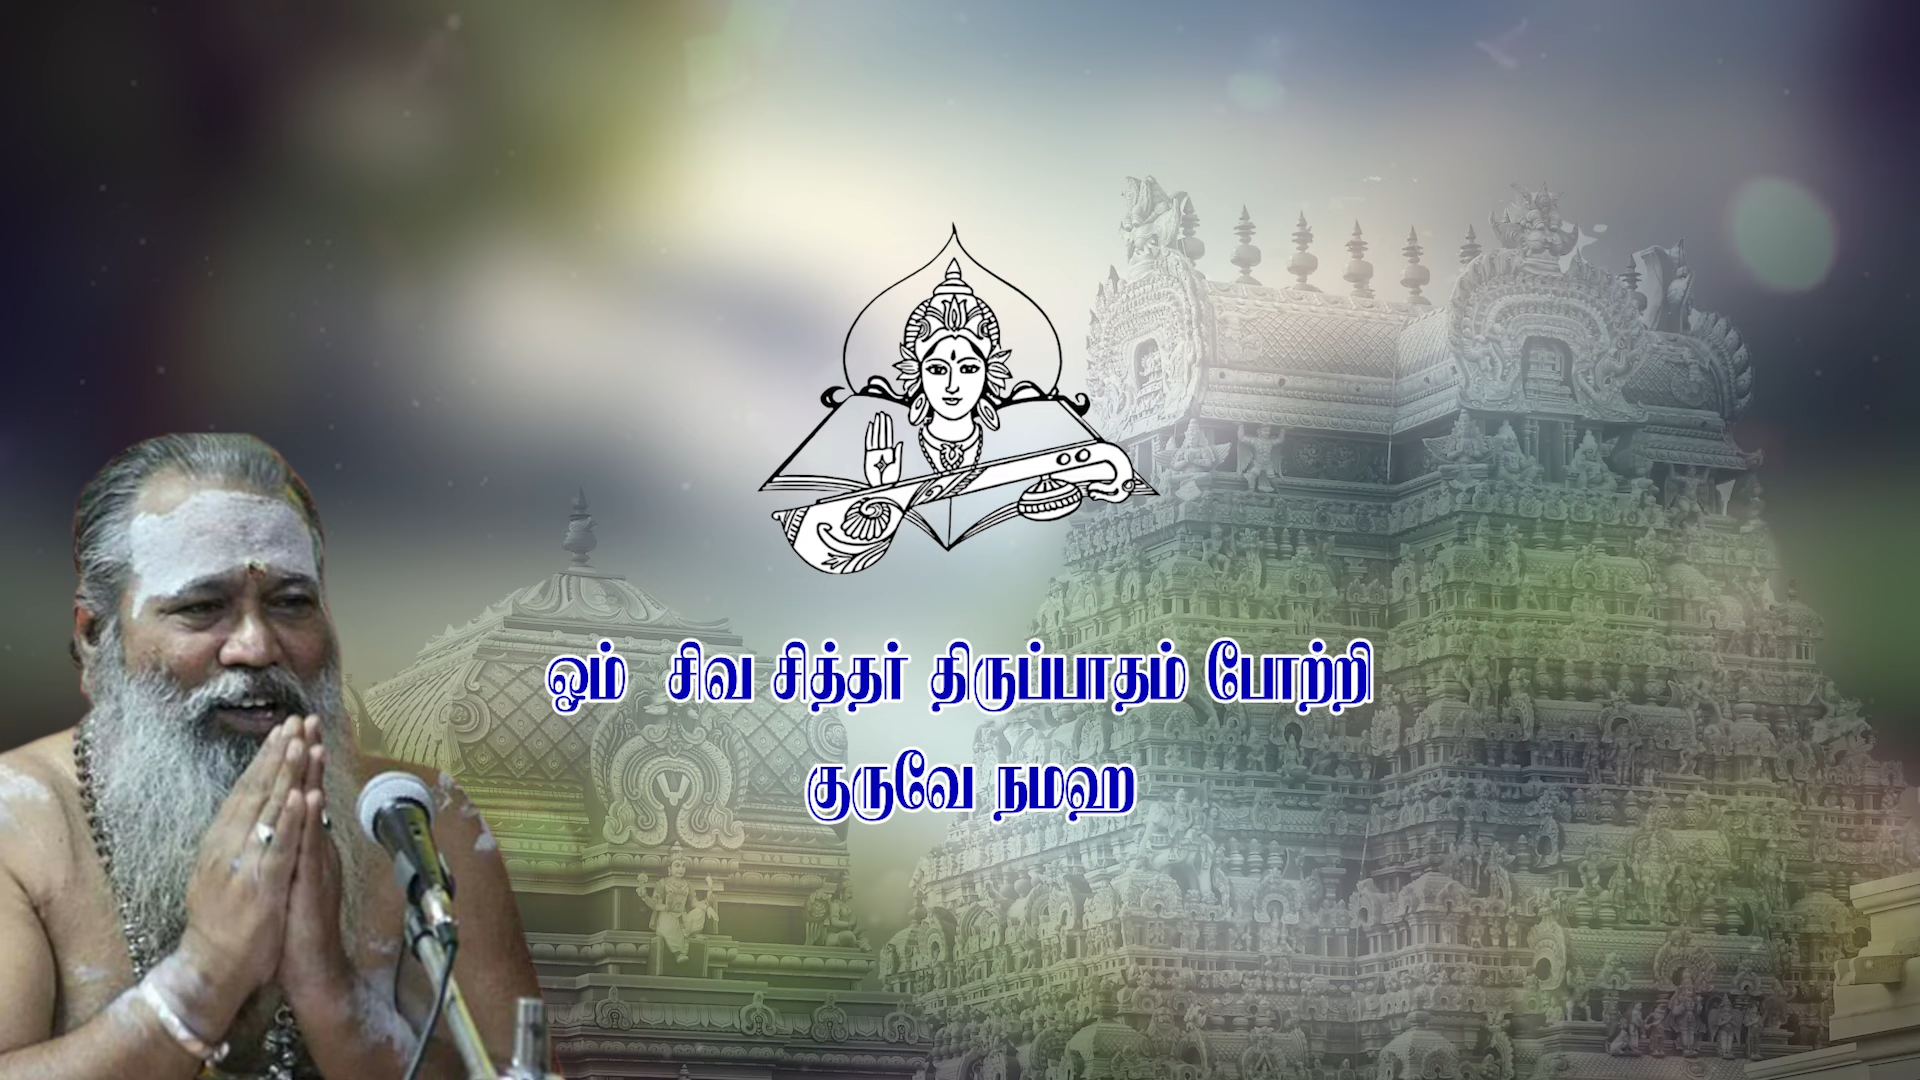 ஓம் சிவ சித்தர் திருப்பாதம் போற்றி
குருவே நமஹ